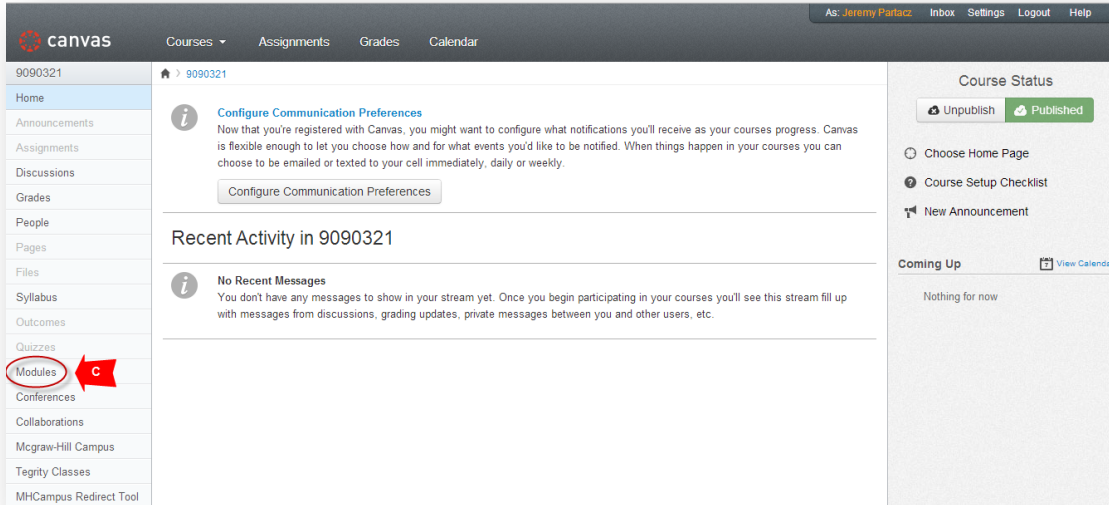 As: Jeremy Partacz Inbox Settings Logout Help
canvas Courses Assignments Grades Calendar
9090321
Home
Announcements
Assignments
Discussions
Grades
People
Pages
Files
Syllabus
Outcomes
Quizzes
Modules
C
Conferences
Collaborations
Mcgraw-Hill Campus
Tegrity Classes
MHCampus Redirect Tool
> 9090321
Configure Communication Preferences
Now that you're registered with Canvas, you might want to configure what notifications you'll receive as your courses progress. Canvas
is flexible enough to let you choose how and for what events you'd like to be notified. When things happen in your courses you can
choose to be emailed or texted to your cell immediately, daily or weekly.
Configure Communication Preferences
Recent Activity in 9090321
No Recent Messages
You don't have any messages to show in your stream yet. Once you begin participating in your courses you'll see this stream fill up
with messages from discussions, grading updates, private messages between you and other users, etc.
Course Status
Unpublish Published
Choose Home Page
Course Setup Checklist
New Announcement
Coming Up 7 View Calenda
Nothing for now